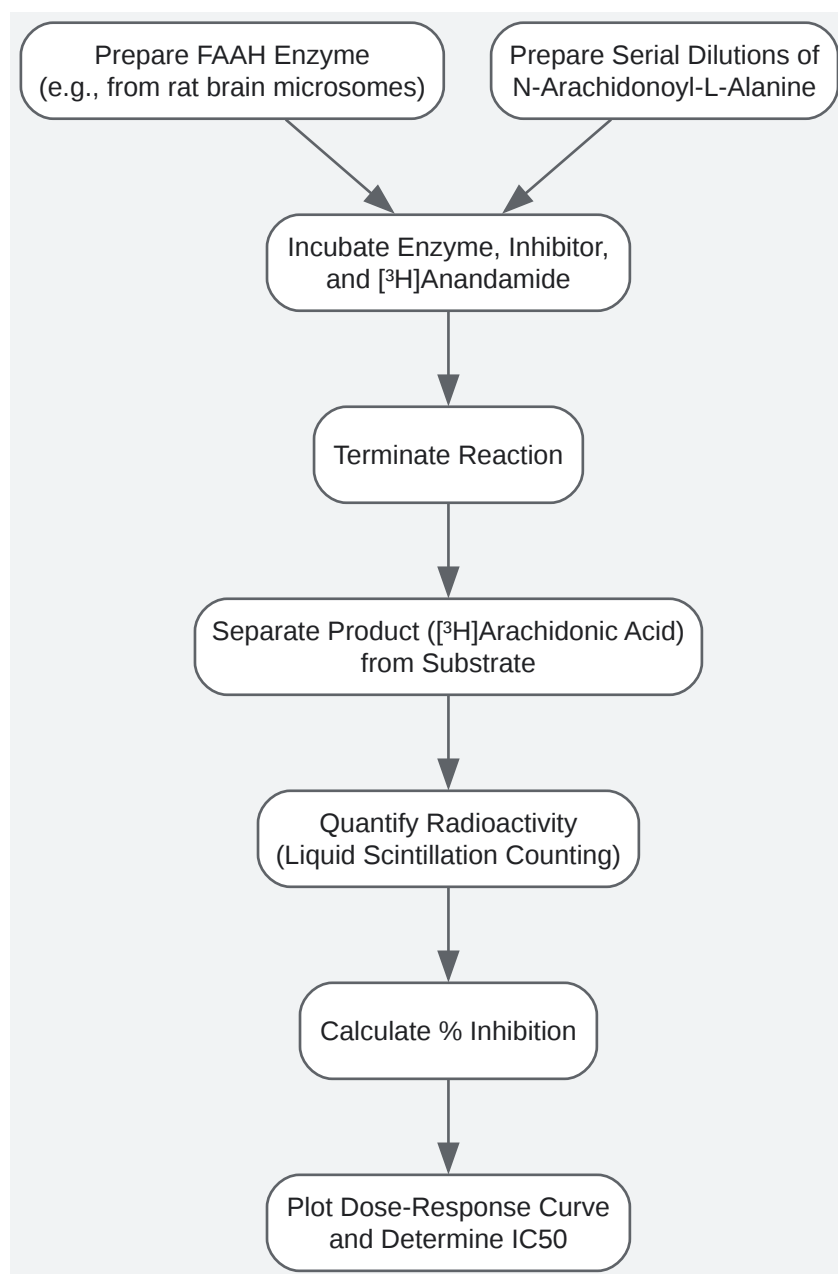 Prepare FAAH Enzyme
(e.g., from rat brain microsomes)
Prepare Serial Dilutions of
N-Arachidonoyl-L-Alanine
Incubate Enzyme, Inhibitor,
and [³H]Anandamide
Terminate Reaction
Separate Product ([³H]Arachidonic Acid)
from Substrate
Quantify Radioactivity
(Liquid Scintillation Counting)
Calculate % Inhibition
Plot Dose-Response Curve
and Determine IC50